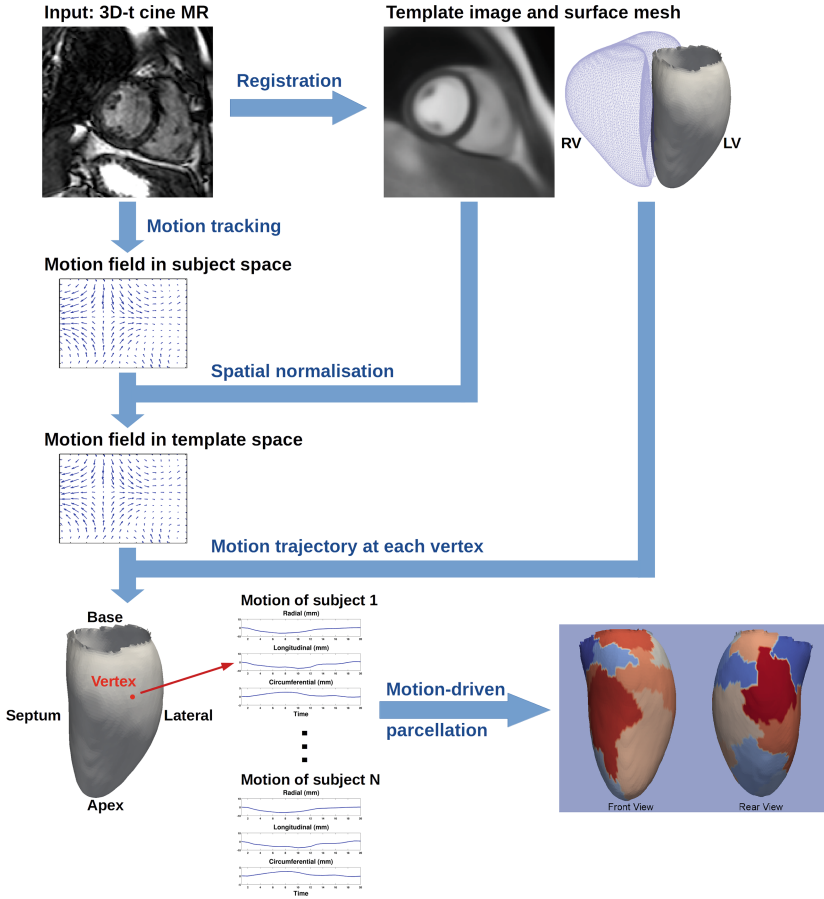 Input: 3D-t cine MR
Template image and surface mesh
Registration
RV
LV
Motion tracking
Motion field in subject space
Spatial normalisation
Motion field in template space
Motion trajectory at each vertex
Base
Vertex
Septum
Lateral
Apex
Motion of subject 1
Radial (mm)
Longitudinal (mm)
Circumferential (mm)
Time
Motion of subject N
Radial (mm)
Longitudinal (mm)
Circumferential (mm)
Time
Motion-driven
parcellation
Front View
Rear View